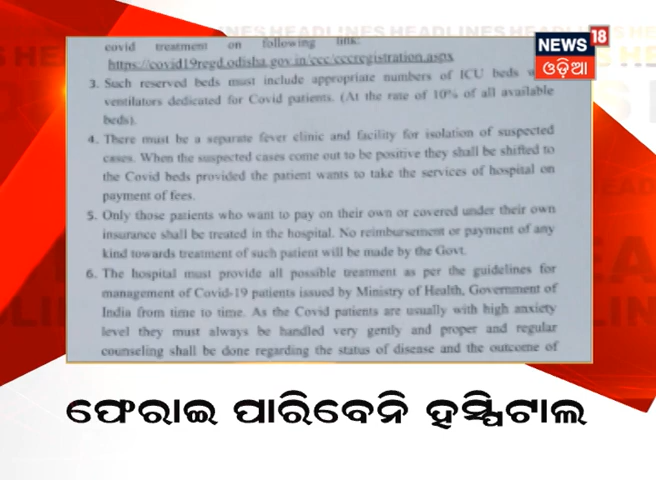 HEADLINES HEADLINES HEADLINES
NEWS 18
ଓଡ଼ିଆ
covid treatment on following link.
https://covid19regd.odisha.gov.in/ccc/cccregistration.aspx
3. Such reserved beds must include appropriate numbers of ICU beds
ventilators dedicated for Covid patients. (At the rate of 10% of all available
beds).
4. There must be a separate fever clinic and facility for isolation of suspected
cases. When the suspected cases come out to be positive they shall be shifted to
the Covid beds provided the patient wants to take the services of hospital on
payment of fees.
5. Only those patients who want to pay on their own or covered under their own
insurance shall be treated in the hospital. No reimbursement or payment of any
kind towards treatment of such patient will be made by the Govt.
6. The hospital must provide all possible treatment as per the guidelines for
management of Covid-19 patients issued by Ministry of Health, Government of
India from time to time. As the Covid patients are usually with high anxiety
level they must always be handled very gently and proper and regular
counseling shall be done regarding the status of disease and the outcome of
ଫେରାଇ ପାରିବେନି ହସ୍ପିଟାଲ